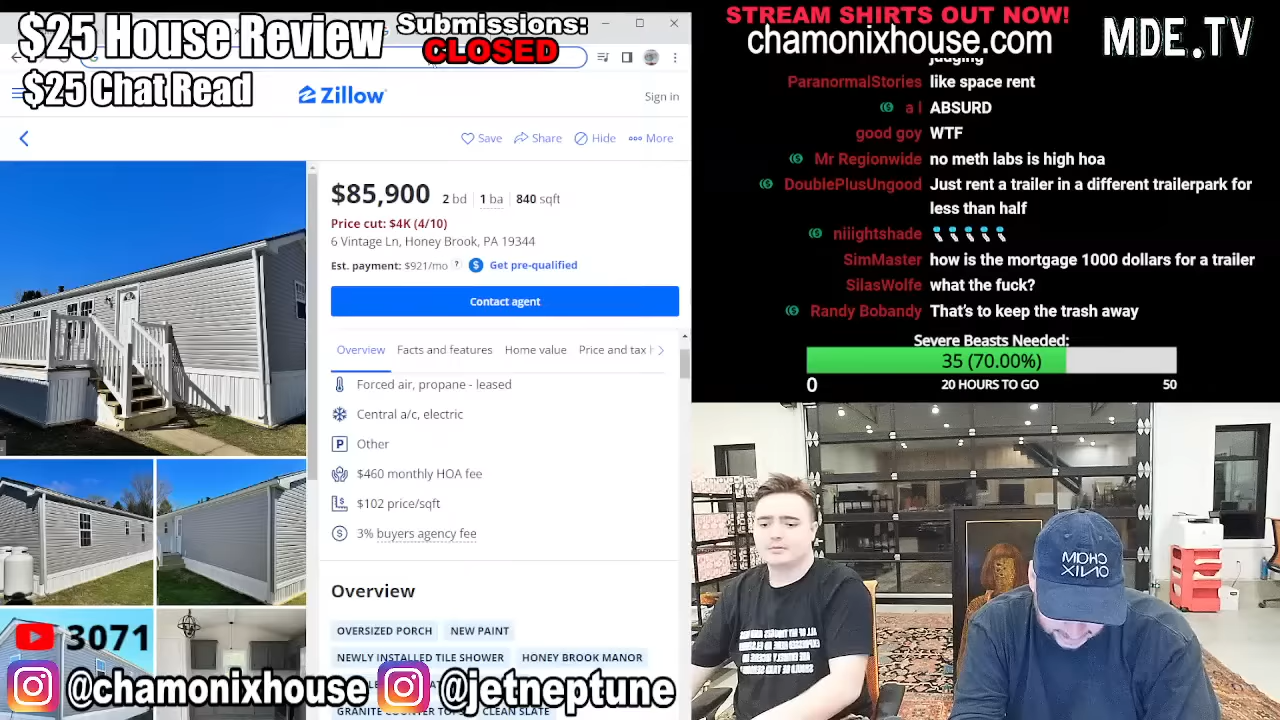 $25 House Review
$25 Chat Read
Submissions:
CLOSED
Zillow
Sign in
Save
Share
Hide
More
$85,900
2 bd
1 ba
840 sqft
Price cut: $4K (4/10)
6 Vintage Ln, Honey Brook, PA 19344
Est. payment: $921/mo
?
$
Get pre-qualified
Contact agent
Overview
Facts and features
Home value
Price and tax h
Forced air, propane - leased
Central a/c, electric
P
Other
$460 monthly HOA fee
$102 price/sqft
3% buyers agency fee
Overview
OVERSIZED PORCH
NEW PAINT
NEWLY INSTALLED TILE SHOWER
HONEY BROOK MANOR
CLEAN SLATE
3071
@chamonixhouse
@jetneptune
STREAM SHIRTS OUT NOW!
chamonixhouse.com
MDE.TV
judging
ParanormalStories like space rent
a l ABSURD
good goy WTF
Mr Regionwide no meth labs is high hoa
DoublePlusUngood Just rent a trailer in a different trailerpark for
less than half
niiightshade
SimMaster how is the mortgage 1000 dollars for a trailer
SilasWolfe what the fuck?
Randy Bobandy That's to keep the trash away
Severe Beasts Needed:
35 (70.00%)
0
20 HOURS TO GO
50